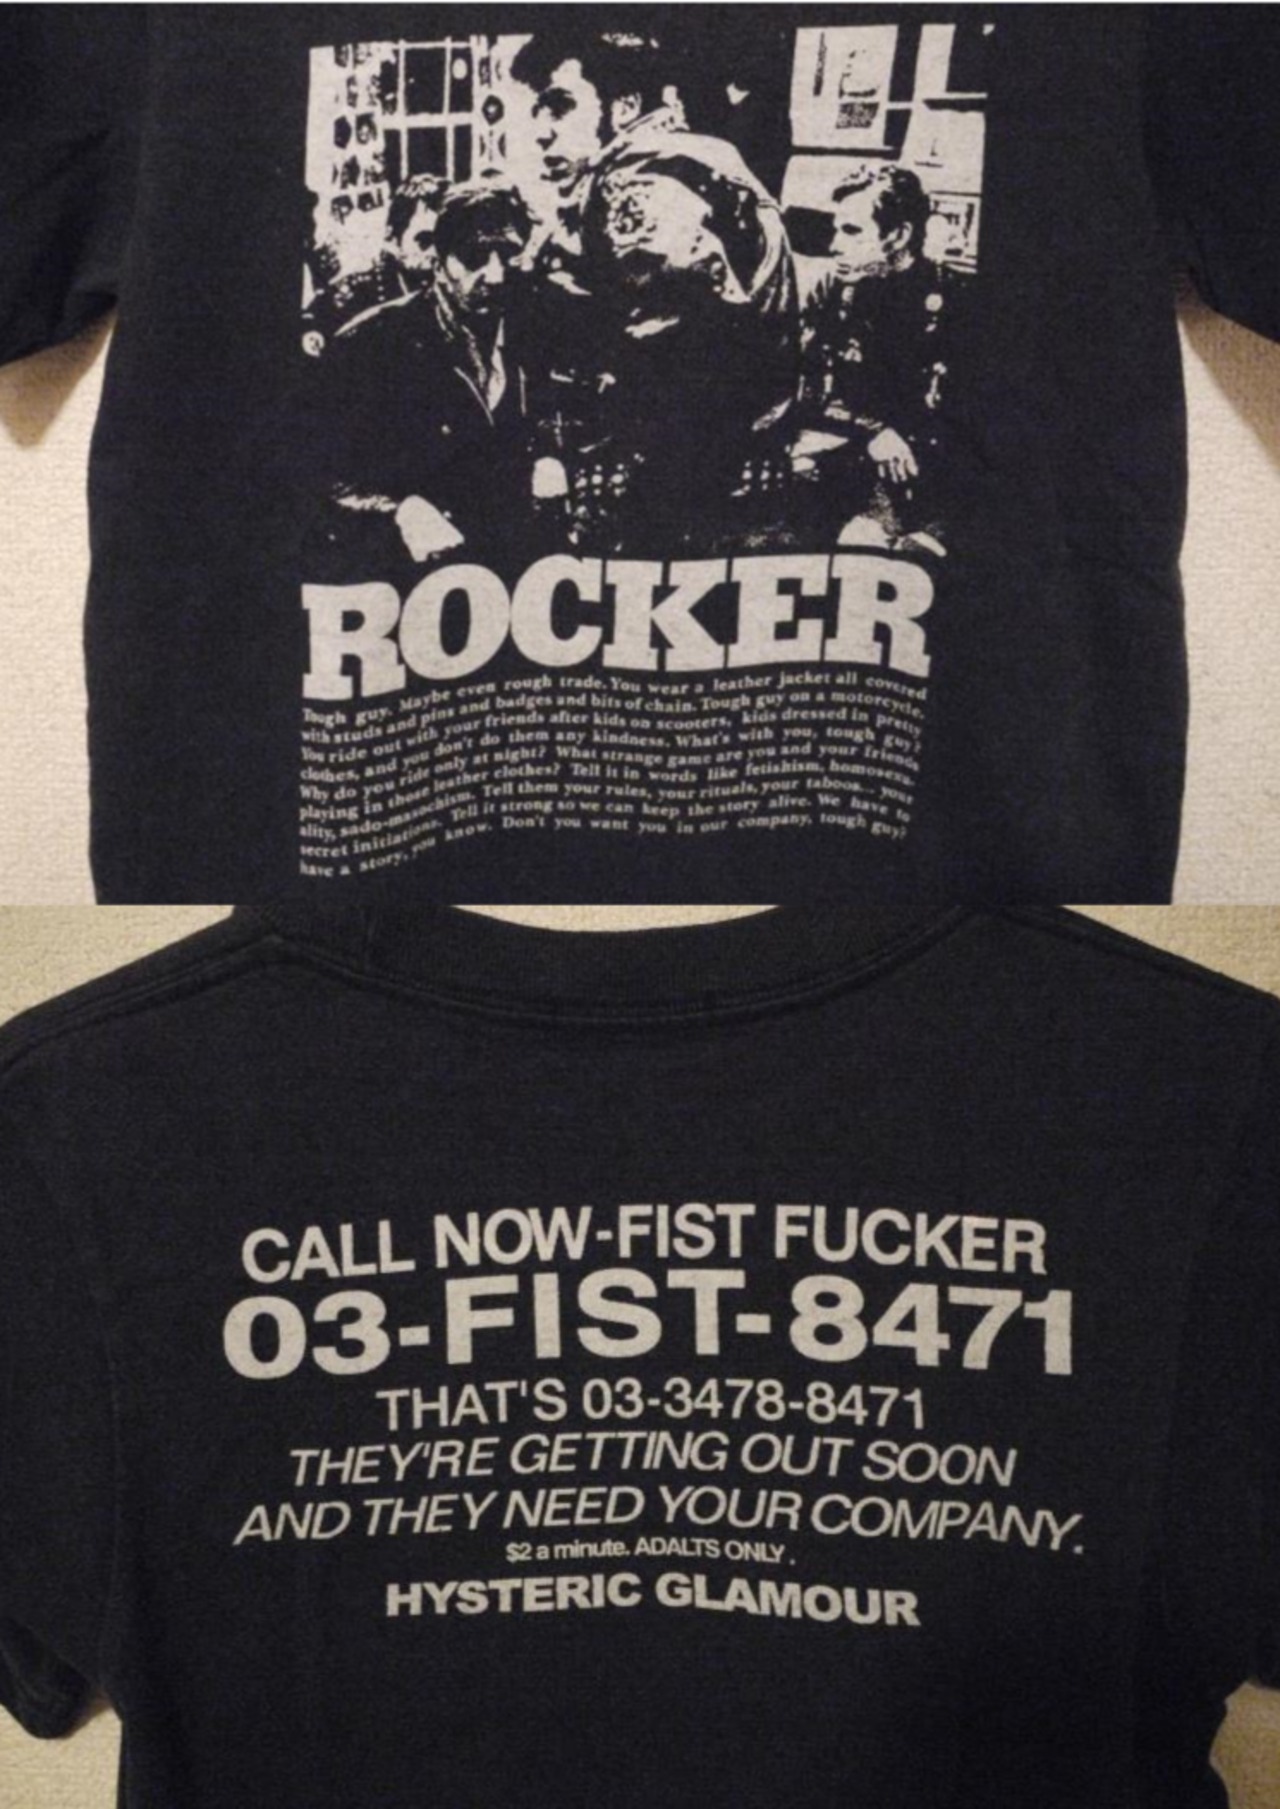 ROCKER
Tough guy. Maybe even rough trade. You wear a leather jacket all covered
with studs and pins and badges and bits of chain. Tough guy on a motorcycle.
You ride out with your friends after kids on scooters, kids dressed in pretty
clothes, and you don't do them any kindness. What's with you, tough guy?
Why do you ride only at night? What strange game are you and your friends
playing in those leather clothes? Tell it in words like fetishism, homosexu-
ality, sado-masochism. Tell them your rules, your rituals, your taboos... your
secret initiations. Tell it strong so we can keep the story alive. We have to
have a story, you know. Don't you want you in our company, tough guy?
CALL NOW-FIST FUCKER
03-FIST-8471
THAT'S 03-3478-8471
THEY'RE GETTING OUT SOON
AND THEY NEED YOUR COMPANY.
$2 a minute. ADALTS ONLY.
HYSTERIC GLAMOUR